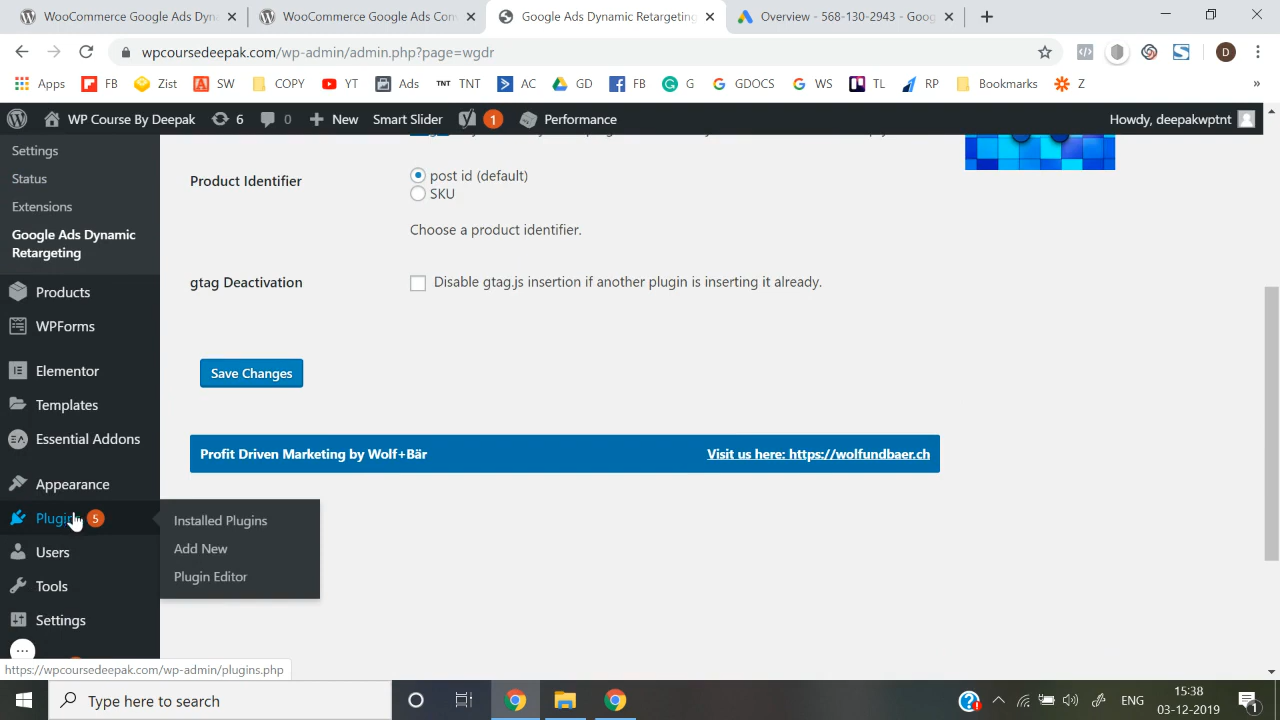 WooCommerce Google Ads Dyna
WooCommerce Google Ads Con
Google Ads Dynamic Retargeting
Overview - 568-130-2943 - Goog
wpcoursedeepak.com/wp-admin/admin.php?page=wgdr
D
Apps
FB
Zist
SW
COPY
YT
Ads
TNT TNT
AC
GD
FB
G
GDOCS
WS
TL
RP
Bookmarks
Z
»
WP Course By Deepak
6
0
New
Smart Slider
1
Performance
Howdy, deepakwptnt
Settings
Status
Extensions
Google Ads Dynamic
Retargeting
Products
WPForms
Elementor
Templates
Essential Addons
Appearance
Plugins 5
Users
Tools
Settings
Installed Plugins
Add New
Plugin Editor
Product Identifier
post id (default)
SKU
Choose a product identifier.
gtag Deactivation
Disable gtag.js insertion if another plugin is inserting it already.
Save Changes
Profit Driven Marketing by Wolf+Bär
Visit us here: https://wolfundbaer.ch
https://wpcoursedeepak.com/wp-admin/plugins.php
Type here to search
ENG
15:38
03-12-2019
1